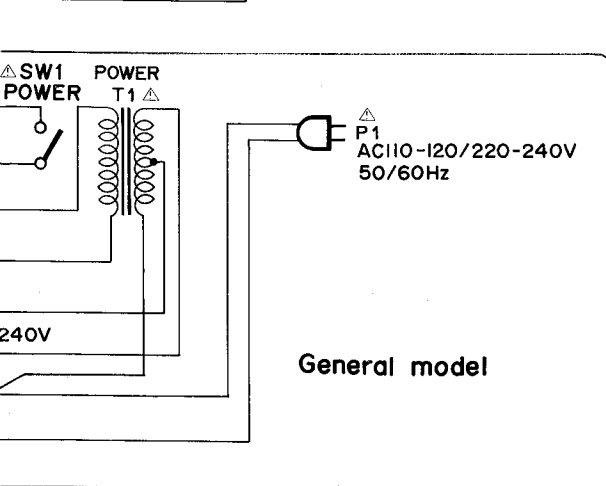 ⚠SW1
POWER
POWER
T1⚠
⚠
P1
AC110-120/220-240V
50/60Hz
240V
General model